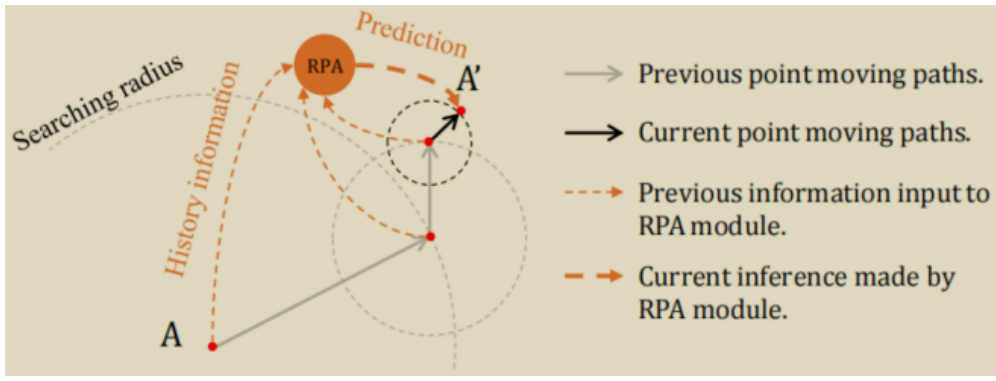 Searching radius
History information
Prediction
RPA
A'
A
Previous point moving paths.
Current point moving paths.
Previous information input to
RPA module.
Current inference made by
RPA module.